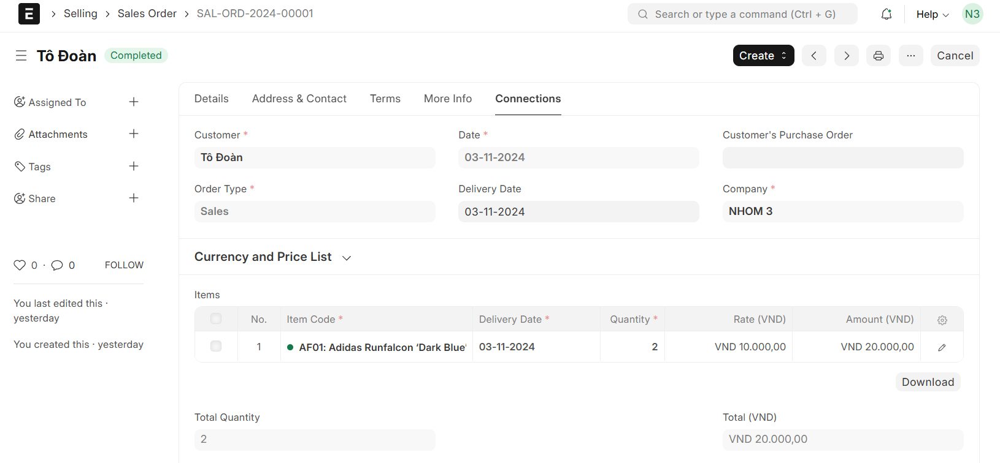 E
Selling
Sales Order
SAL-ORD-2024-00001
Search or type a command (Ctrl + G)
Help
N3
Tô Đoàn
Completed
Create
...
Cancel
Assigned To
Attachments
Tags
Share
0 · 0 FOLLOW
You last edited this ·
yesterday
You created this · yesterday
Details Address & Contact Terms More Info Connections
Customer * Date * Customer's Purchase Order
Tô Đoàn 03-11-2024
Order Type * Delivery Date Company *
Sales 03-11-2024 NHOM 3
Currency and Price List
Items
No. Item Code * Delivery Date * Quantity * Rate (VND) Amount (VND)
1 AF01: Adidas Runfalcon ‘Dark Blue’ 03-11-2024 2 VND 10.000,00 VND 20.000,00
Download
Total Quantity Total (VND)
2 VND 20.000,00